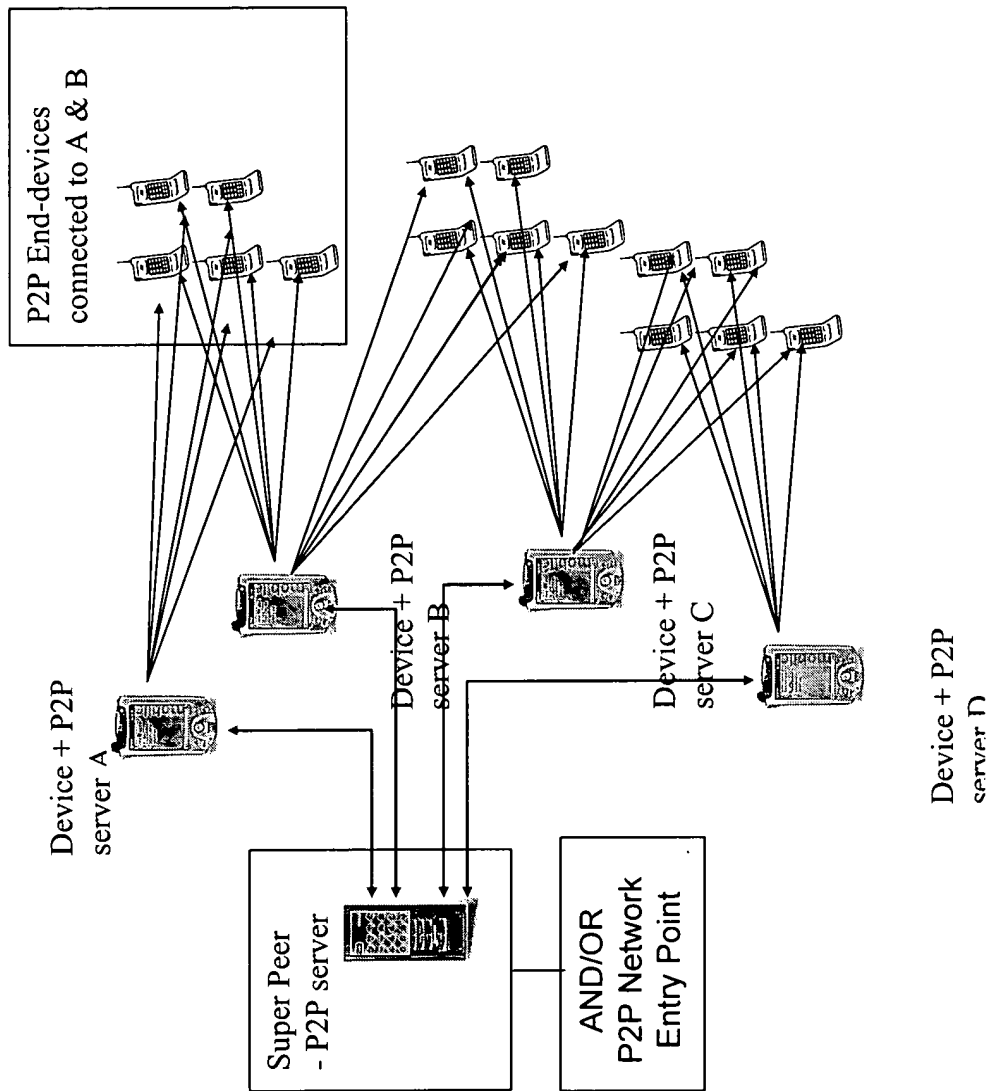 P2P End-devices
connected to A & B
Device + P2P
server A
Device + P2P
server B
Device + P2P
server C
Device + P2P
server D
Super Peer
- P2P server
AND/OR
P2P Network
Entry Point